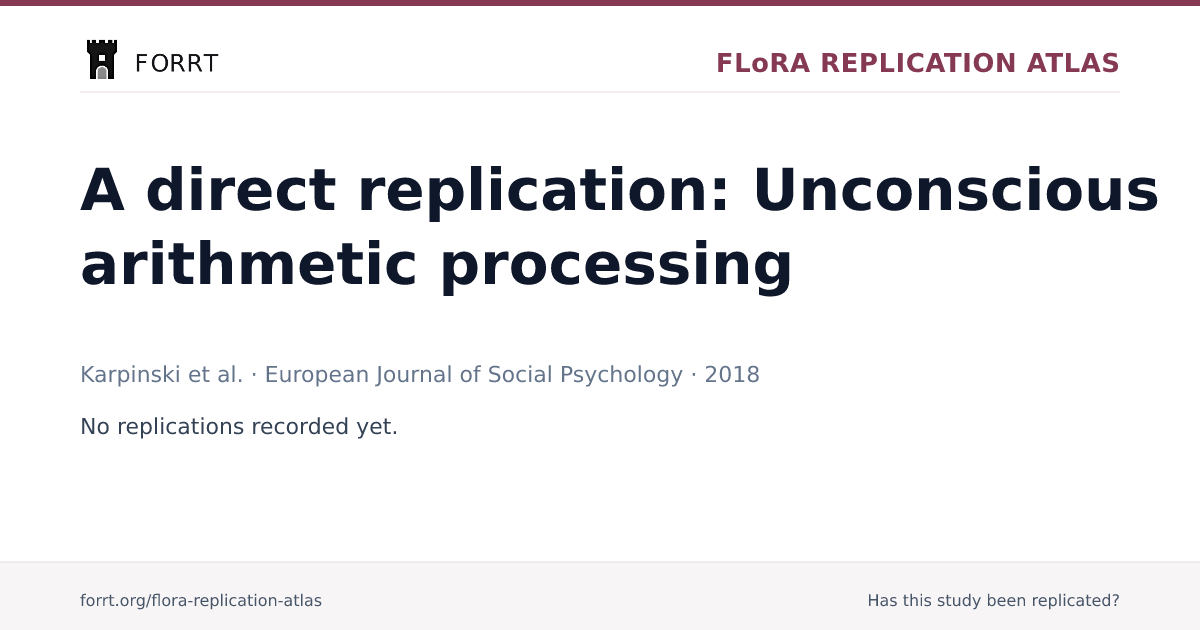 FORRT
FLoRA REPLICATION ATLAS
A direct replication: Unconscious
arithmetic processing
Karpinski et al. · European Journal of Social Psychology · 2018
No replications recorded yet.
forrt.org/flora-replication-atlas
Has this study been replicated?